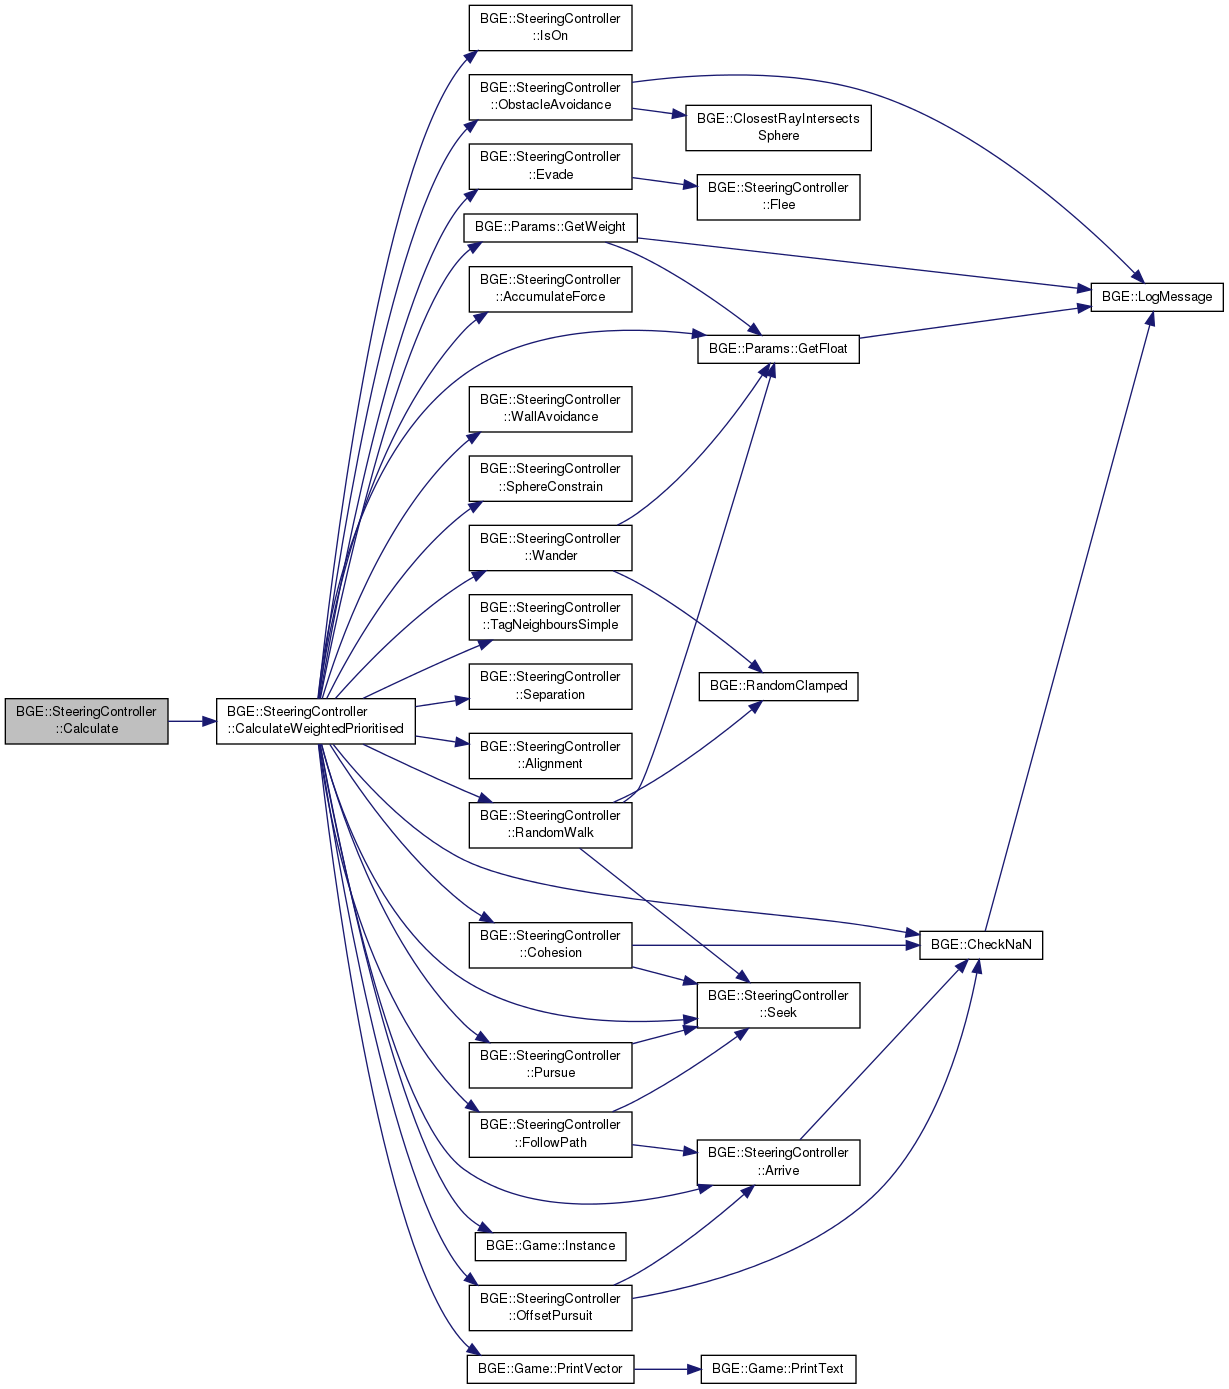 BGE::SteeringController
::IsOn
BGE::SteeringController
::ObstacleAvoidance
BGE::ClosestRayIntersects
Sphere
BGE::SteeringController
::Evade
BGE::SteeringController
::Flee
BGE::Params::GetWeight
BGE::SteeringController
::AccumulateForce
BGE::LogMessage
BGE::Params::GetFloat
BGE::SteeringController
::WallAvoidance
BGE::SteeringController
::SphereConstrain
BGE::SteeringController
::Wander
BGE::SteeringController
::TagNeighboursSimple
BGE::SteeringController
::Separation
BGE::RandomClamped
BGE::SteeringController
::Calculate
BGE::SteeringController
::CalculateWeightedPrioritised
BGE::SteeringController
::Alignment
BGE::SteeringController
::RandomWalk
BGE::SteeringController
::Cohesion
BGE::CheckNaN
BGE::SteeringController
::Seek
BGE::SteeringController
::Pursue
BGE::SteeringController
::FollowPath
BGE::SteeringController
::Arrive
BGE::Game::Instance
BGE::SteeringController
::OffsetPursuit
BGE::Game::PrintVector
BGE::Game::PrintText